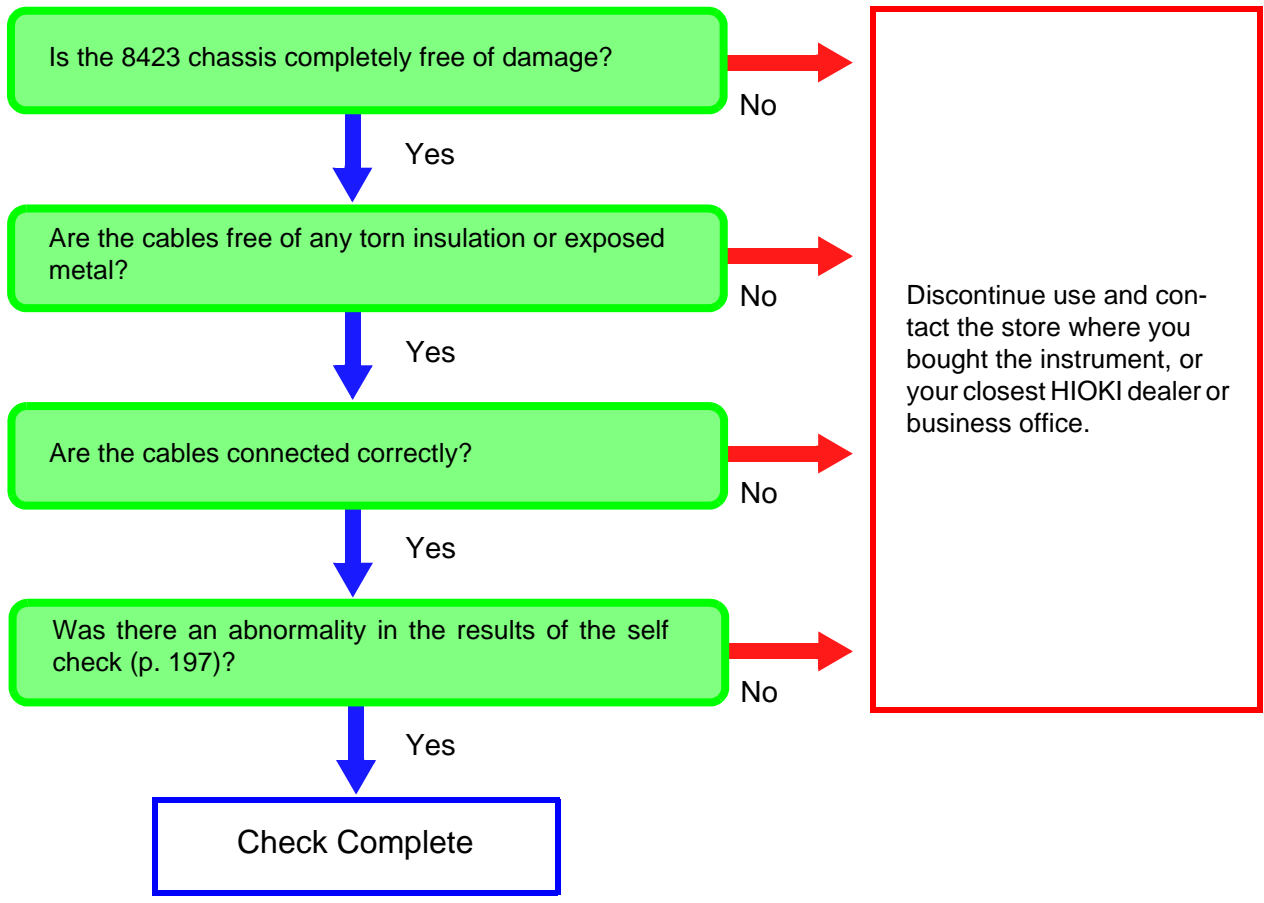 Is the 8423 chassis completely free of damage?
No
Yes
Are the cables free of any torn insulation or exposed
metal?
No
Yes
Are the cables connected correctly?
No
Yes
Was there an abnormality in the results of the self
check (p. 197)?
No
Yes
Check Complete
Discontinue use and con-
tact the store where you
bought the instrument, or
your closest HIOKI dealer or
business office.